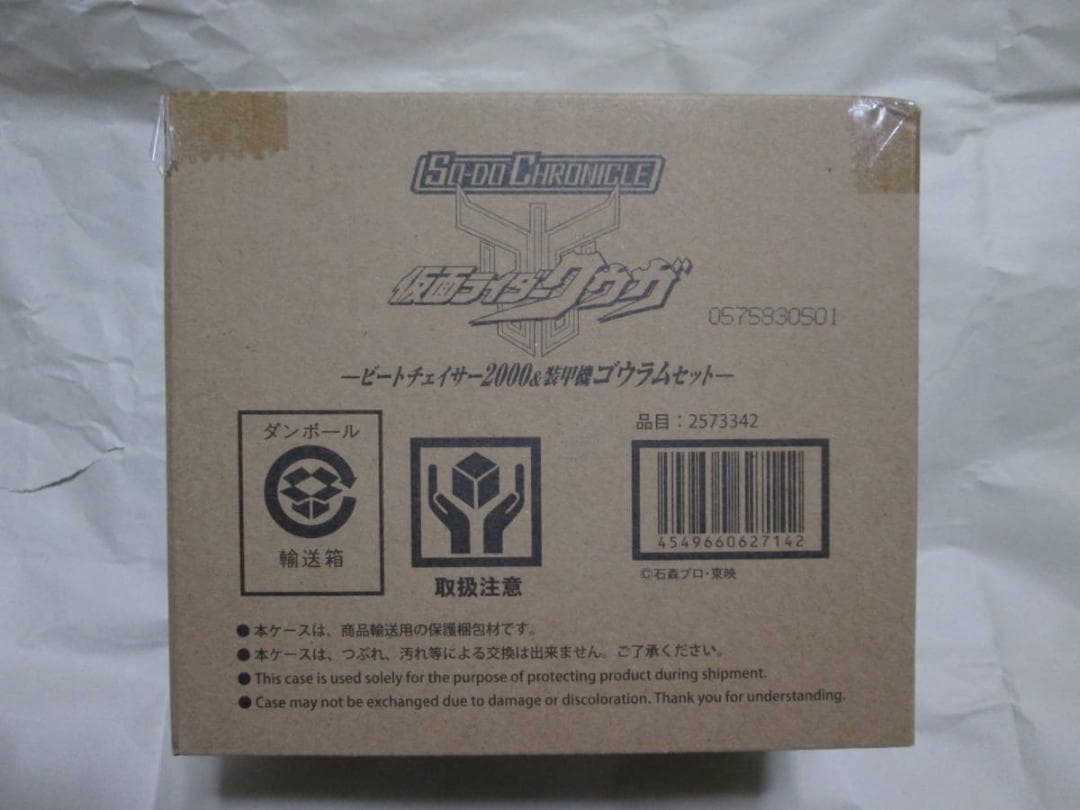 SO-DO CHRONICLE
仮面ライダークウガ
0575830501
―ビートチェイサー2000&装甲機ゴウラムセット―
ダンボール
輸送箱
取扱注意
品目：2573342
4549660627142
©石森プロ・東映
●本ケースは、商品輸送用の保護梱包材です。
●本ケースは、つぶれ、汚れ等による交換は出来ません。ご了承ください。
●This case is used solely for the purpose of protecting product during shipment.
●Case may not be exchanged due to damage or discoloration. Thank you for understanding.